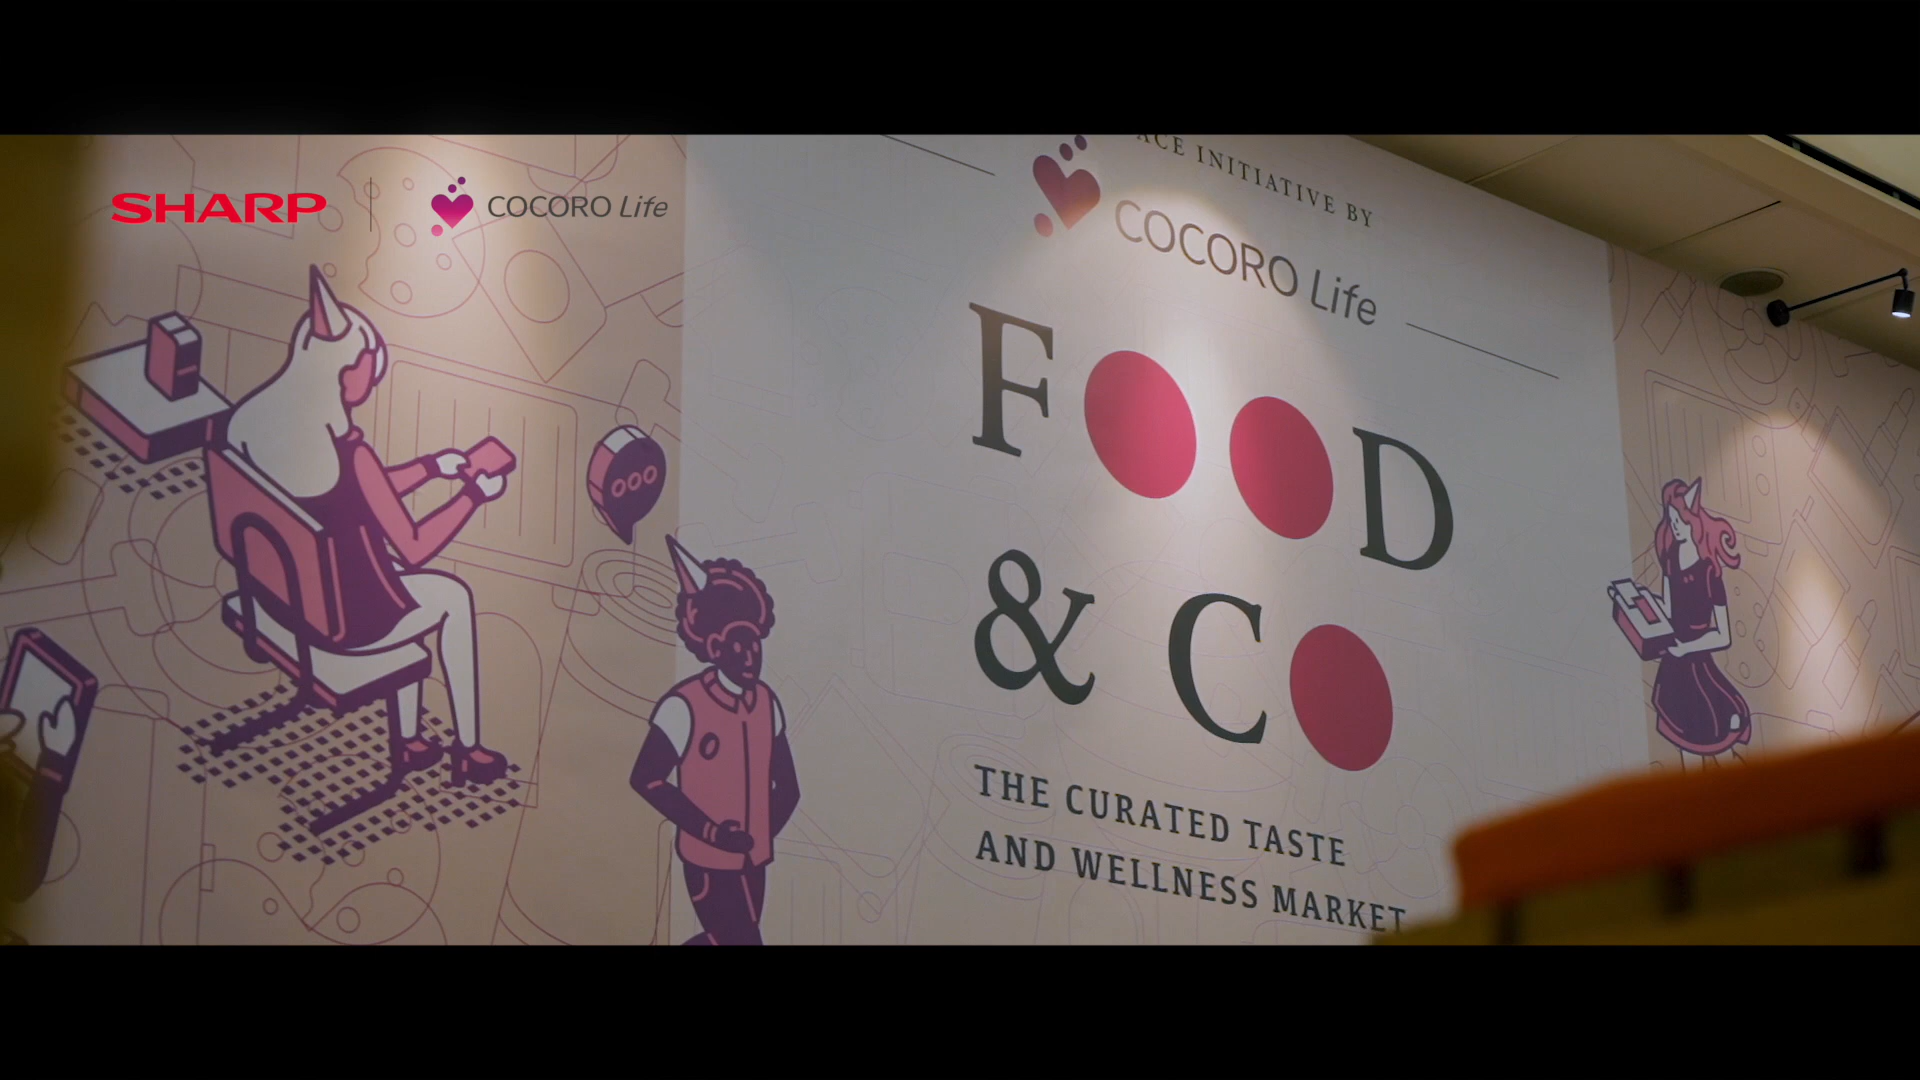 SHARP
COCORO Life
INITIATIVE BY
COCORO Life
FOOD
& CO
THE CURATED TASTE
AND WELLNESS MARKET